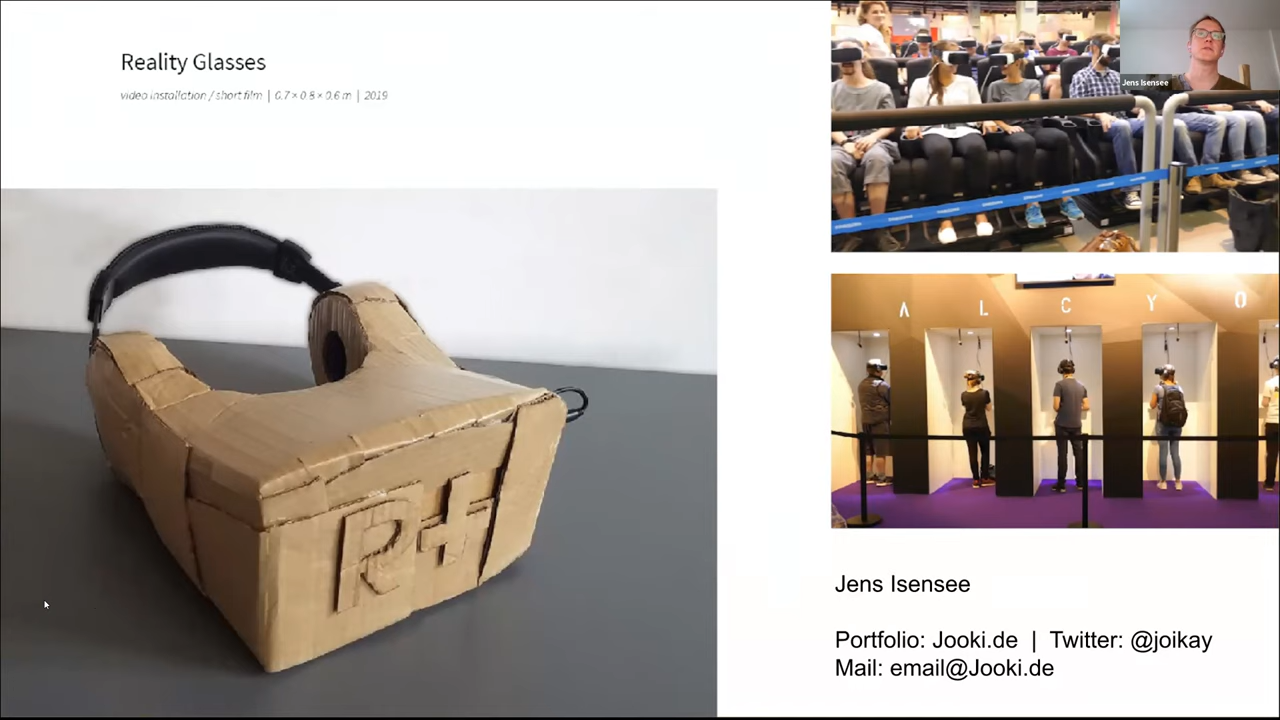 Reality Glasses
video installation / short film | 0.7 × 0.8 × 0.6 m | 2019
Jens Isensee
A L C Y O
R+
Jens Isensee
Portfolio: Jooki.de | Twitter: @joikay
Mail: email@Jooki.de